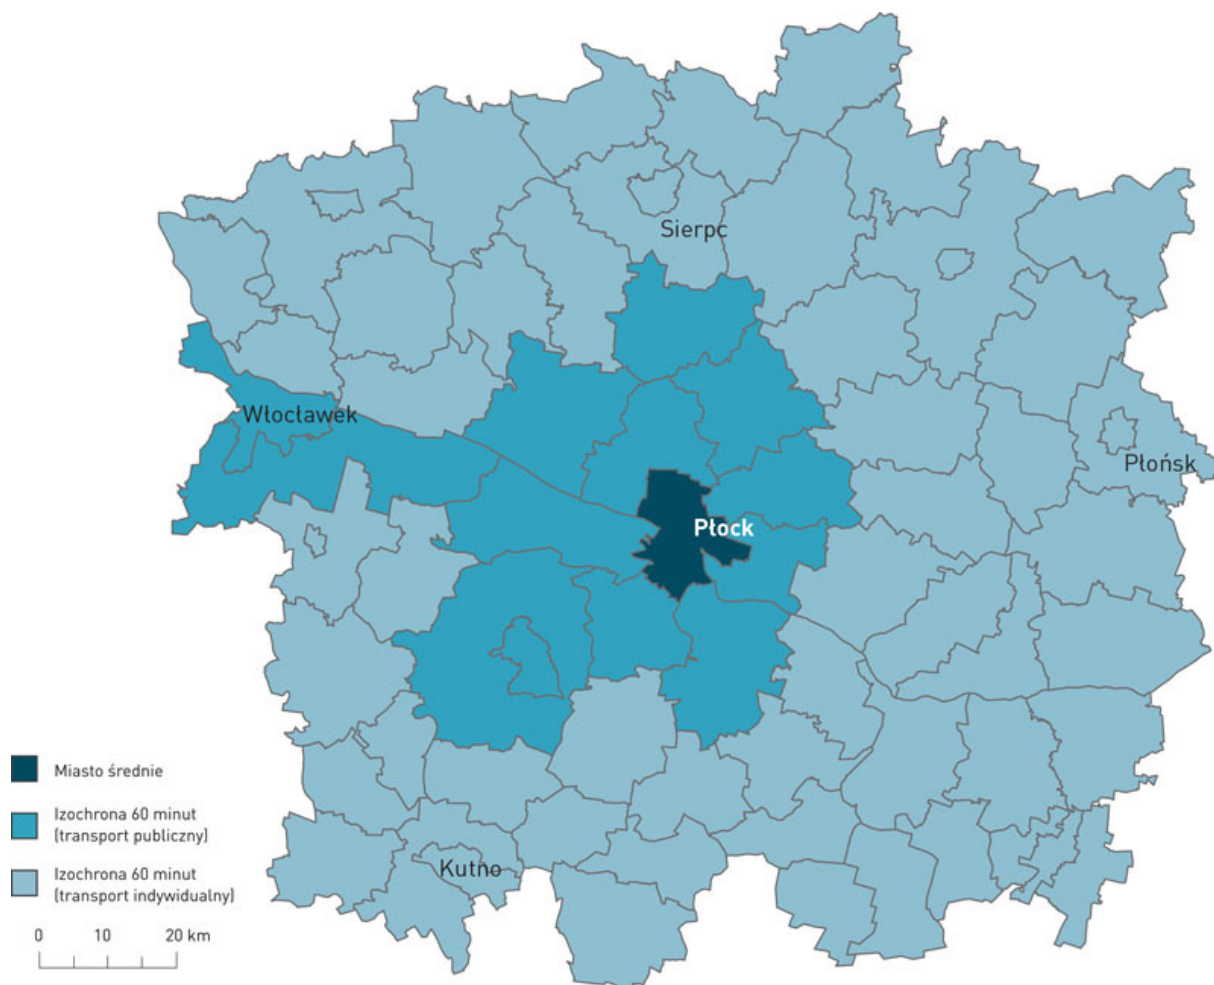 Sierpc
Włocławek
Płońsk
Płock
Miasto średnie
Izochrona 60 minut
(transport publiczny)
Izochrona 60 minut
(transport indywidualny)
Kutno
0 10 20 km